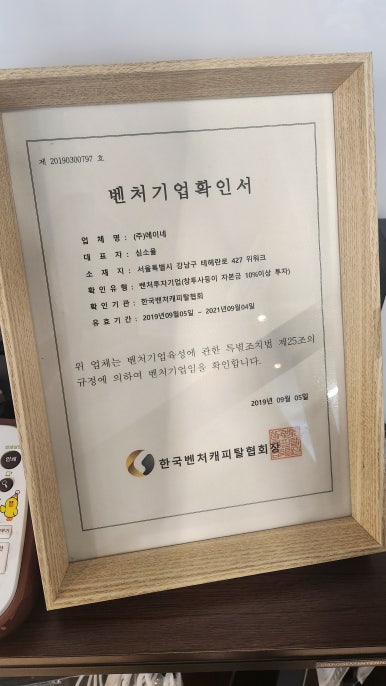 제 20190300797 호
벤처기업확인서
업 체 명 : (주)레이네
대 표 자 : 심소율
소 재 지 : 서울특별시 강남구 테헤란로 427 위워크
확인유형 : 벤처투자기업(창투사등이 자본금 10%이상 투자)
확인기관 : 한국벤처캐피탈협회
유효기간 : 2019년09월05일 ~ 2021년09월04일
위 업체는 벤처기업육성에 관한 특별조치법 제25조의
규정에 의하여 벤처기업임을 확인합니다.
2019년 09월 05일
한국벤처캐피탈협회장